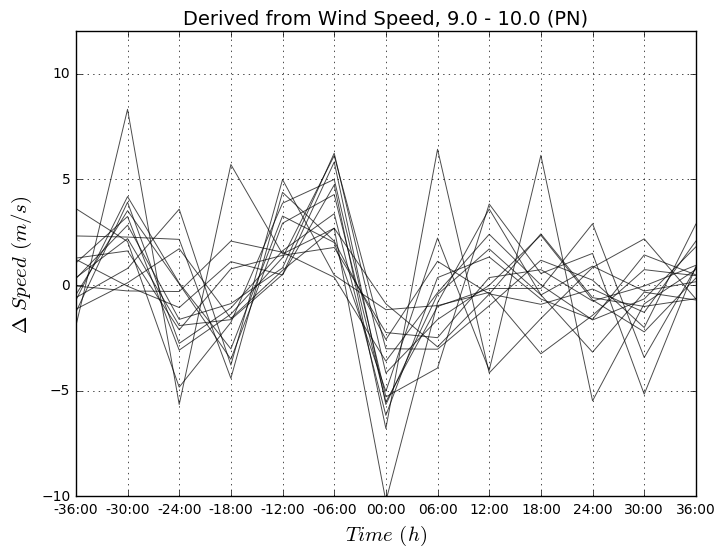 Derived from Wind Speed, 9.0 - 10.0 (PN)
10
5
0
−5
−10
Δ Speed (m/s)
-36:00 -30:00 -24:00 -18:00 -12:00 -06:00 00:00 06:00 12:00 18:00 24:00 30:00 36:00
Time (h)